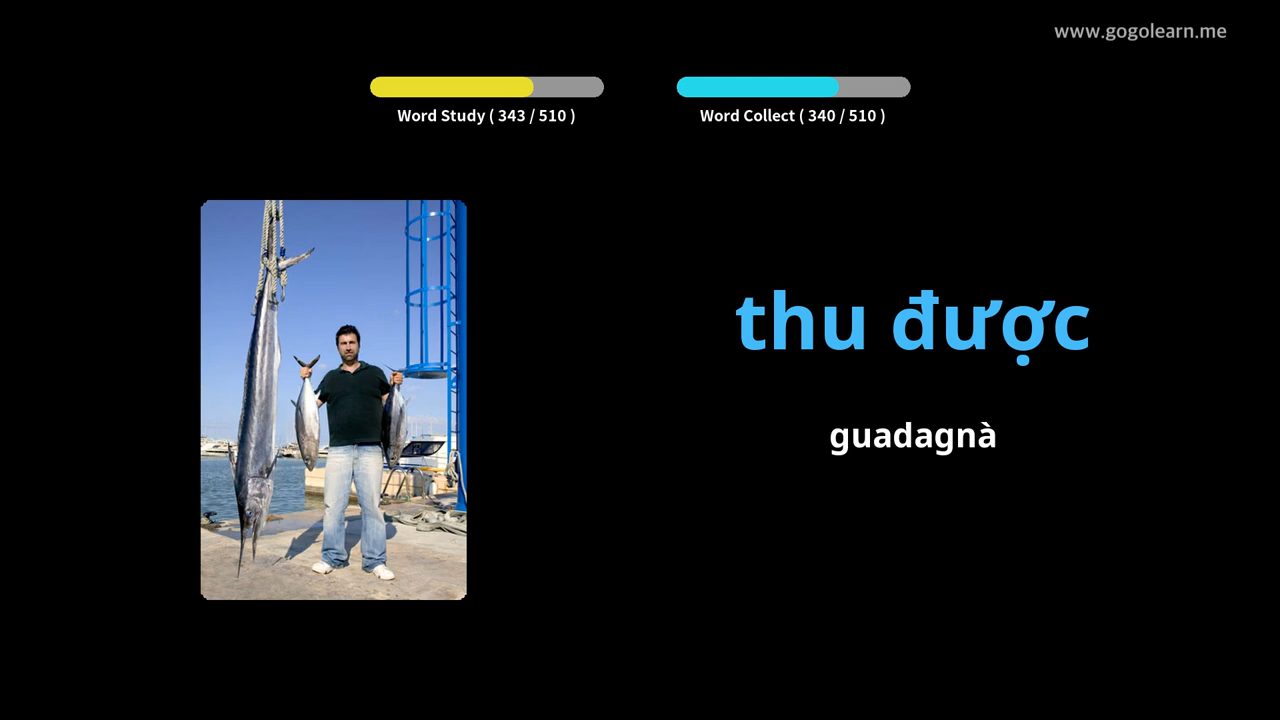 www.gogolearn.me
Word Study ( 343 / 510 )
Word Collect ( 340 / 510 )
thu được
guadagnà